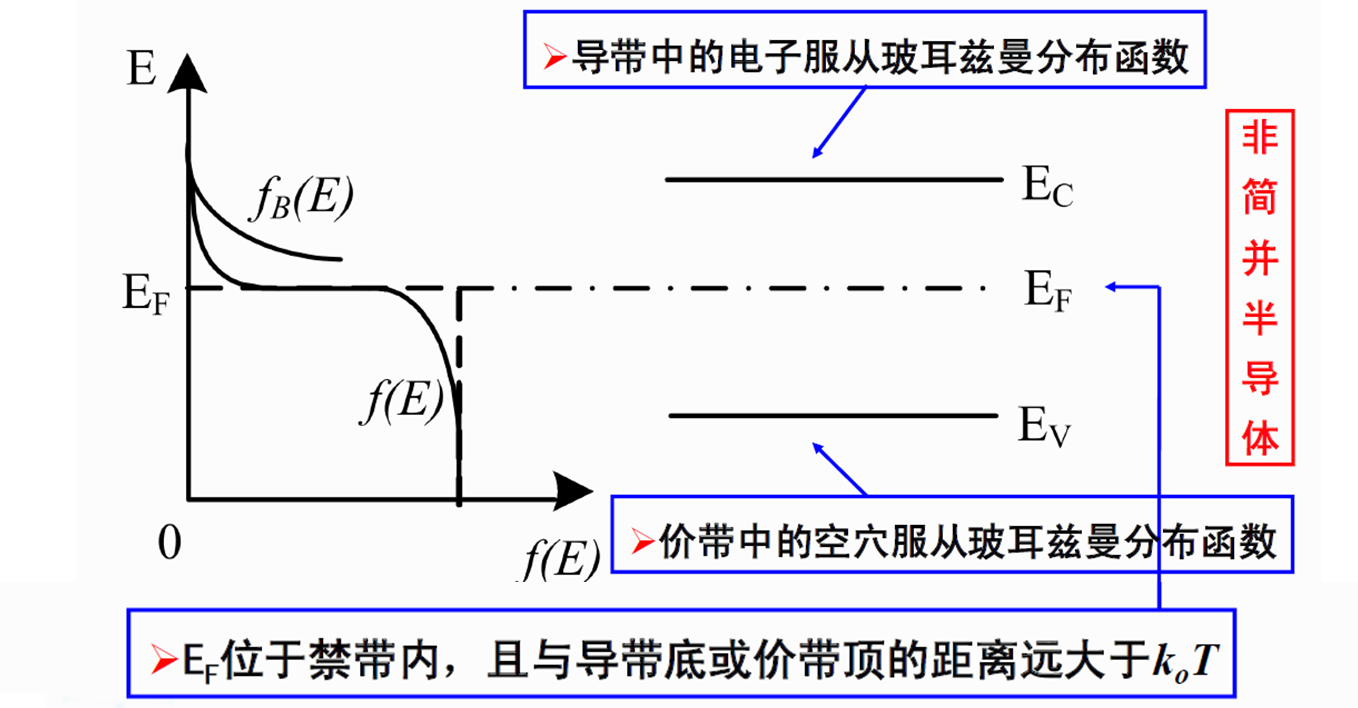 ➢导带中的电子服从玻耳兹曼分布函数
E
非简并半导体
f_B(E)
E_C
E_F
E_F
f(E)
E_V
0
f(E)
➢价带中的空穴服从玻耳兹曼分布函数
➢E_F位于禁带内，且与导带底或价带顶的距离远大于k_oT